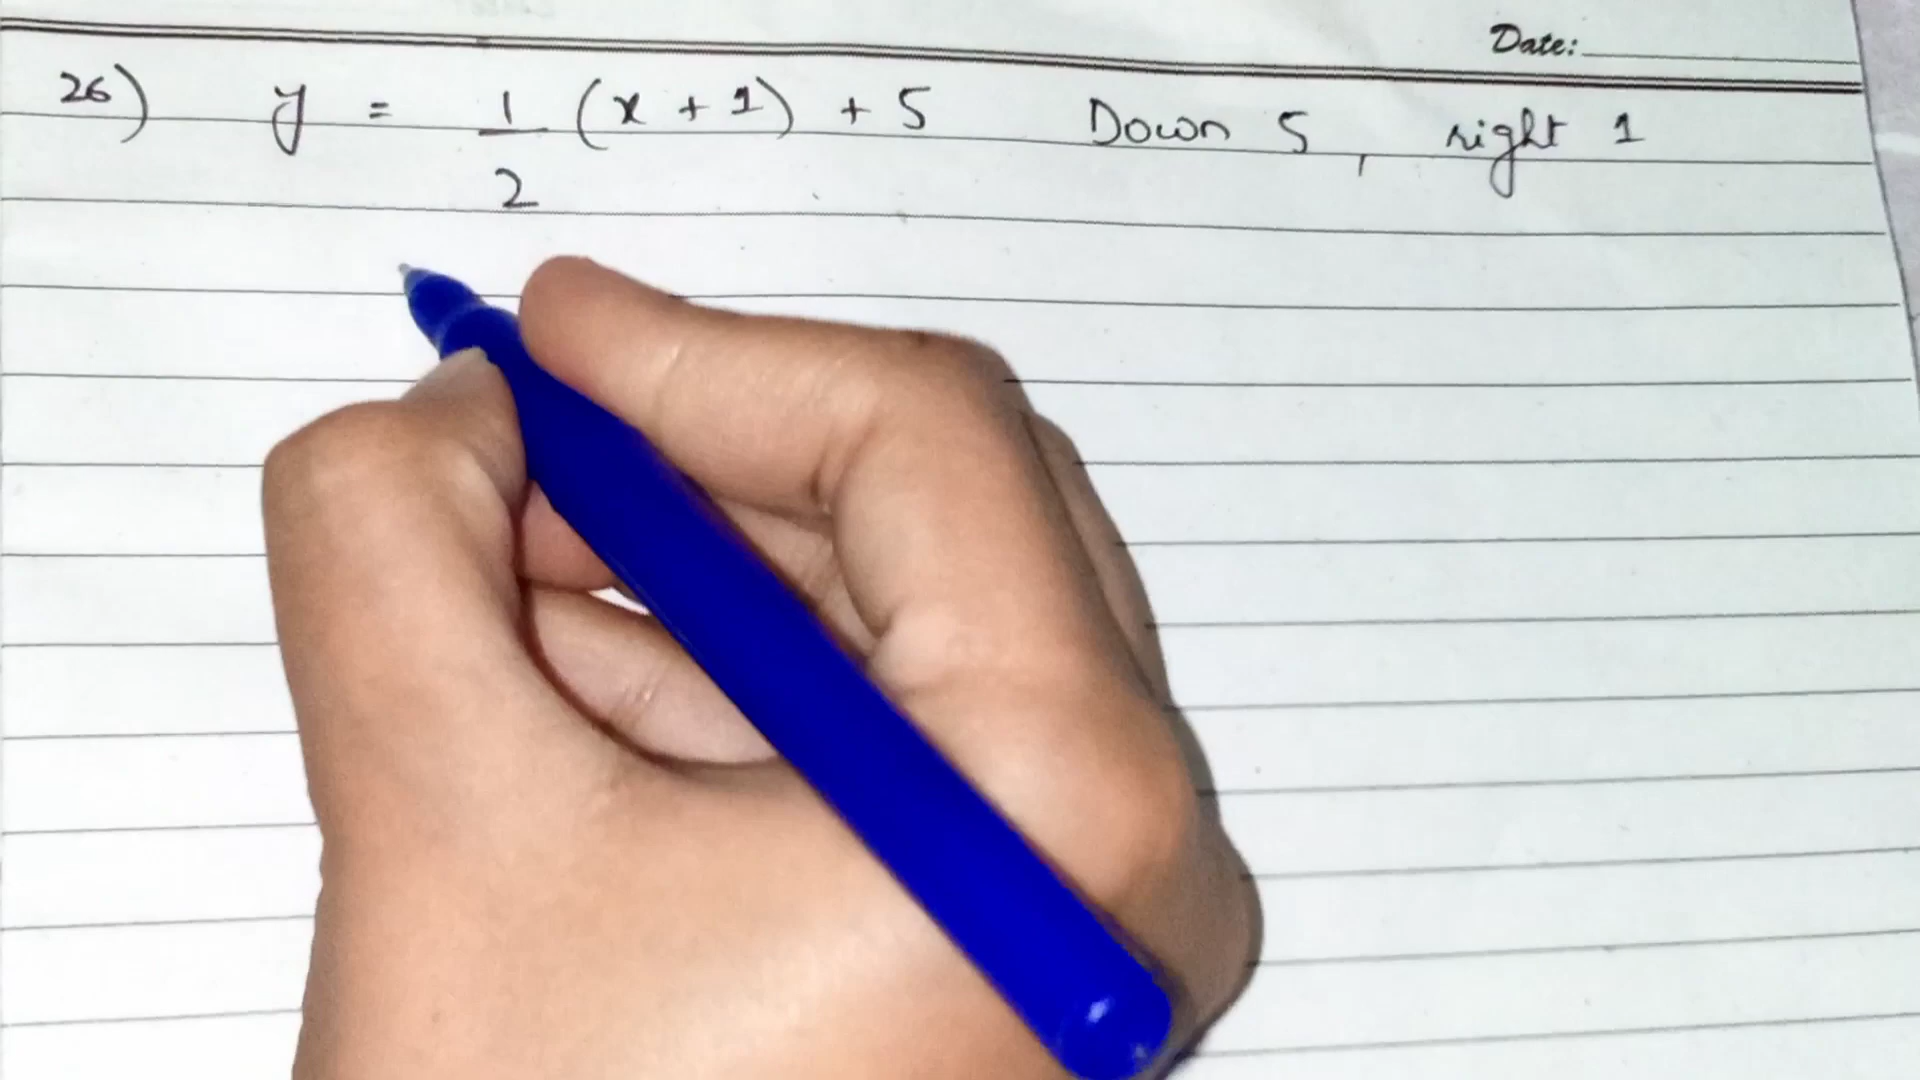 Date:
26) y = 1/2 (x + 1) + 5 Down 5, right 1